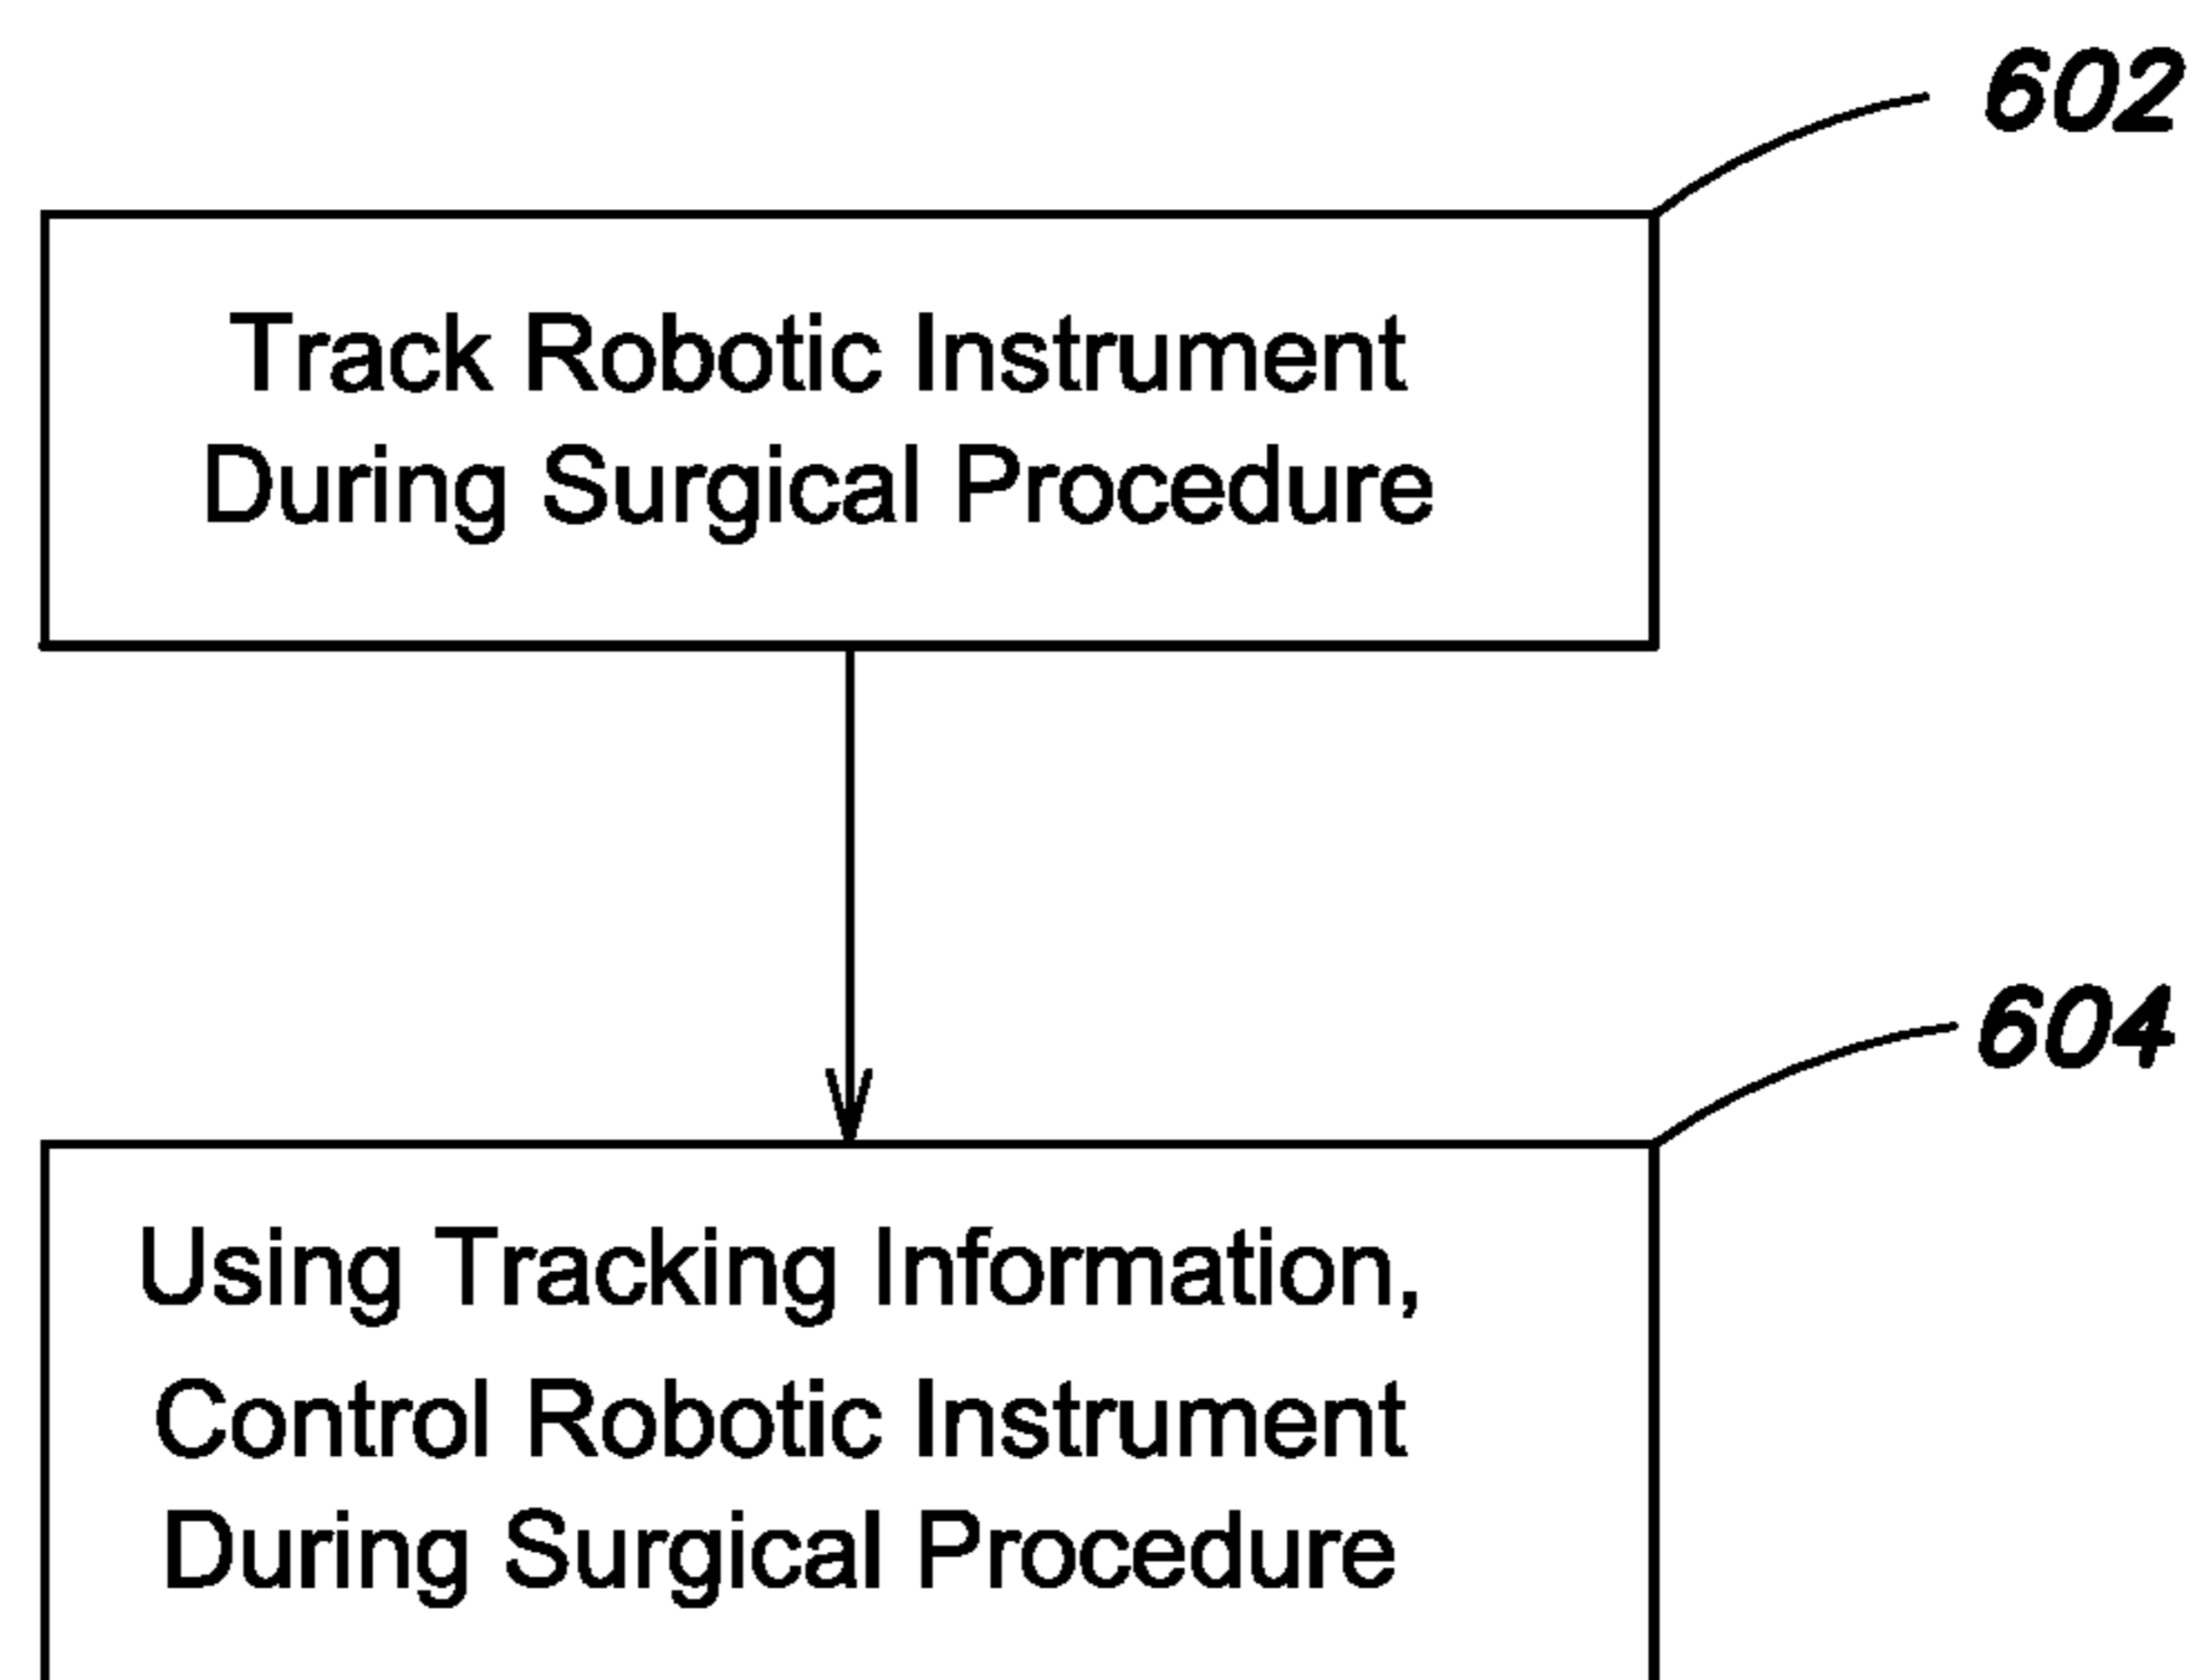 602
Track Robotic Instrument
During Surgical Procedure
604
Using Tracking Information,
Control Robotic Instrument
During Surgical Procedure